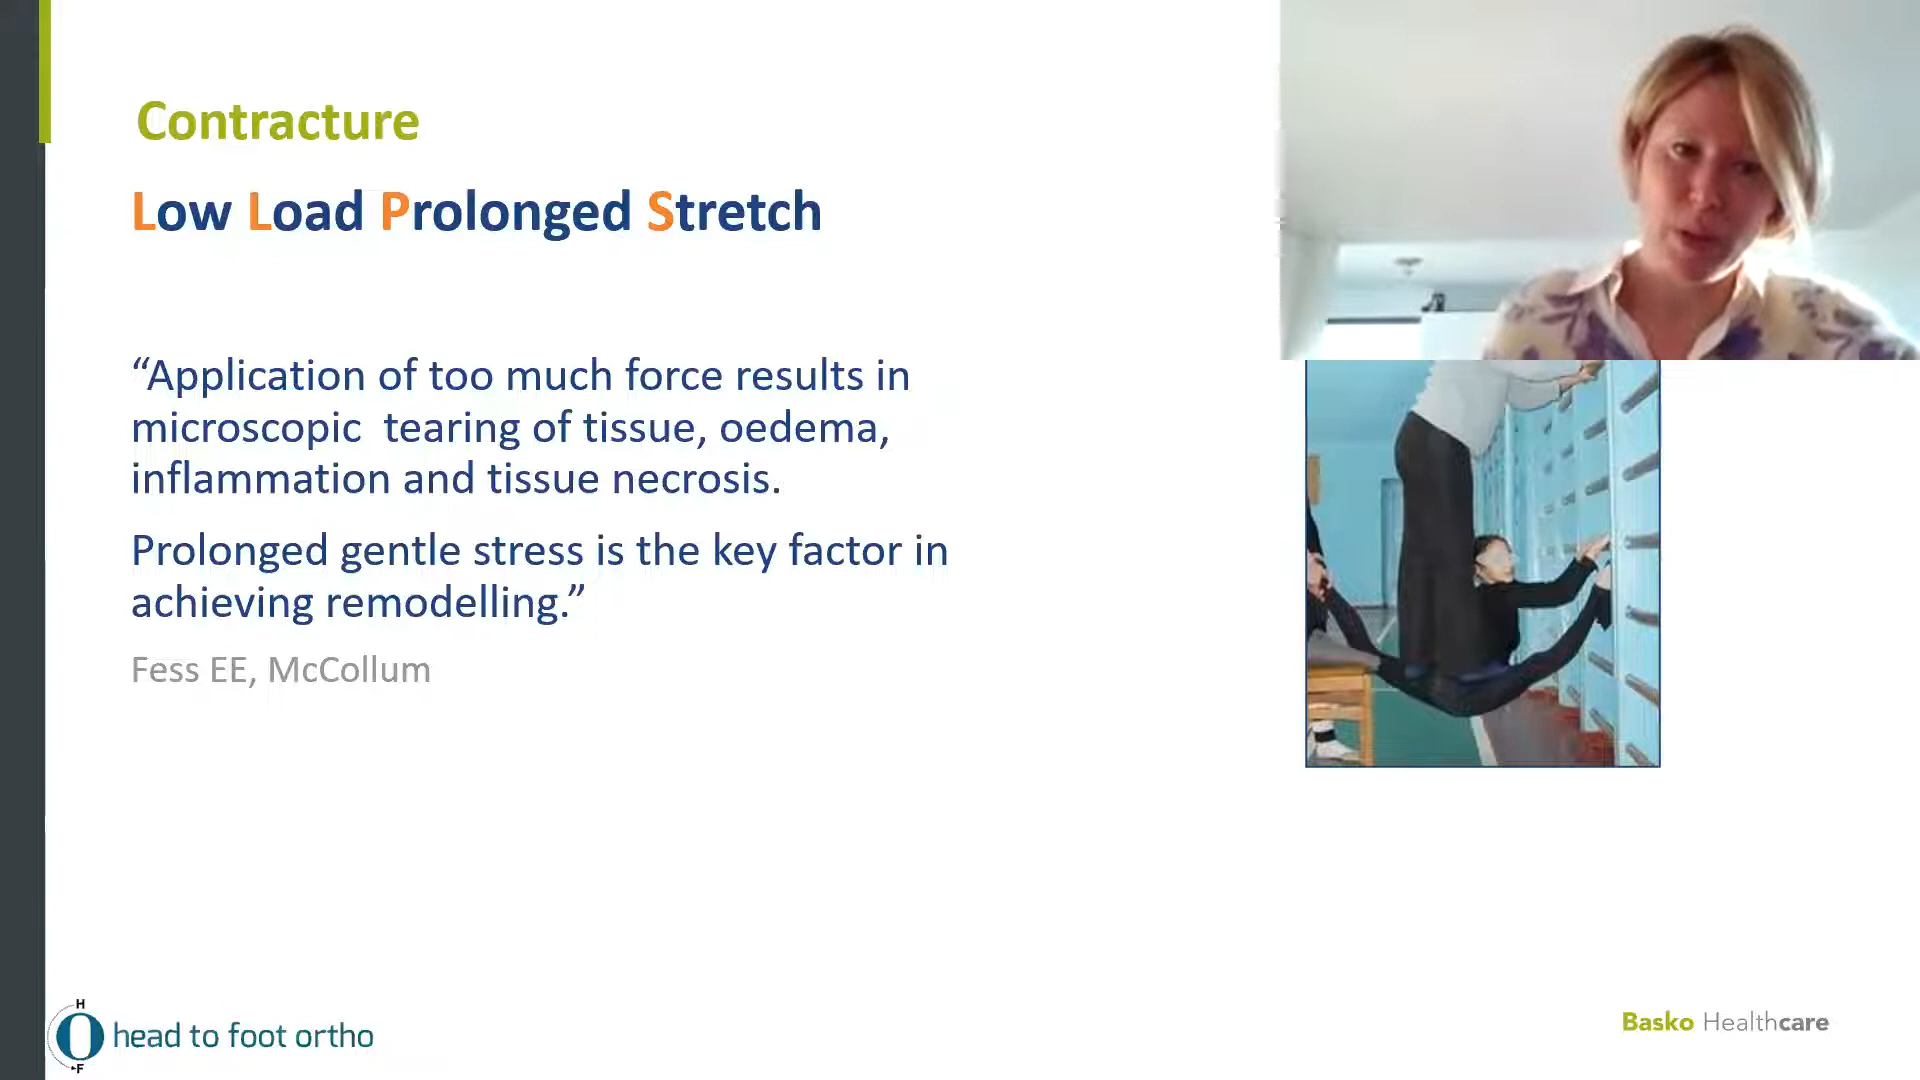 Contracture
Low Load Prolonged Stretch
“Application of too much force results in
microscopic  tearing of tissue, oedema,
inflammation and tissue necrosis.
Prolonged gentle stress is the key factor in
achieving remodelling.”
Fess EE, McCollum
H
O head to foot ortho
F
Basko Healthcare